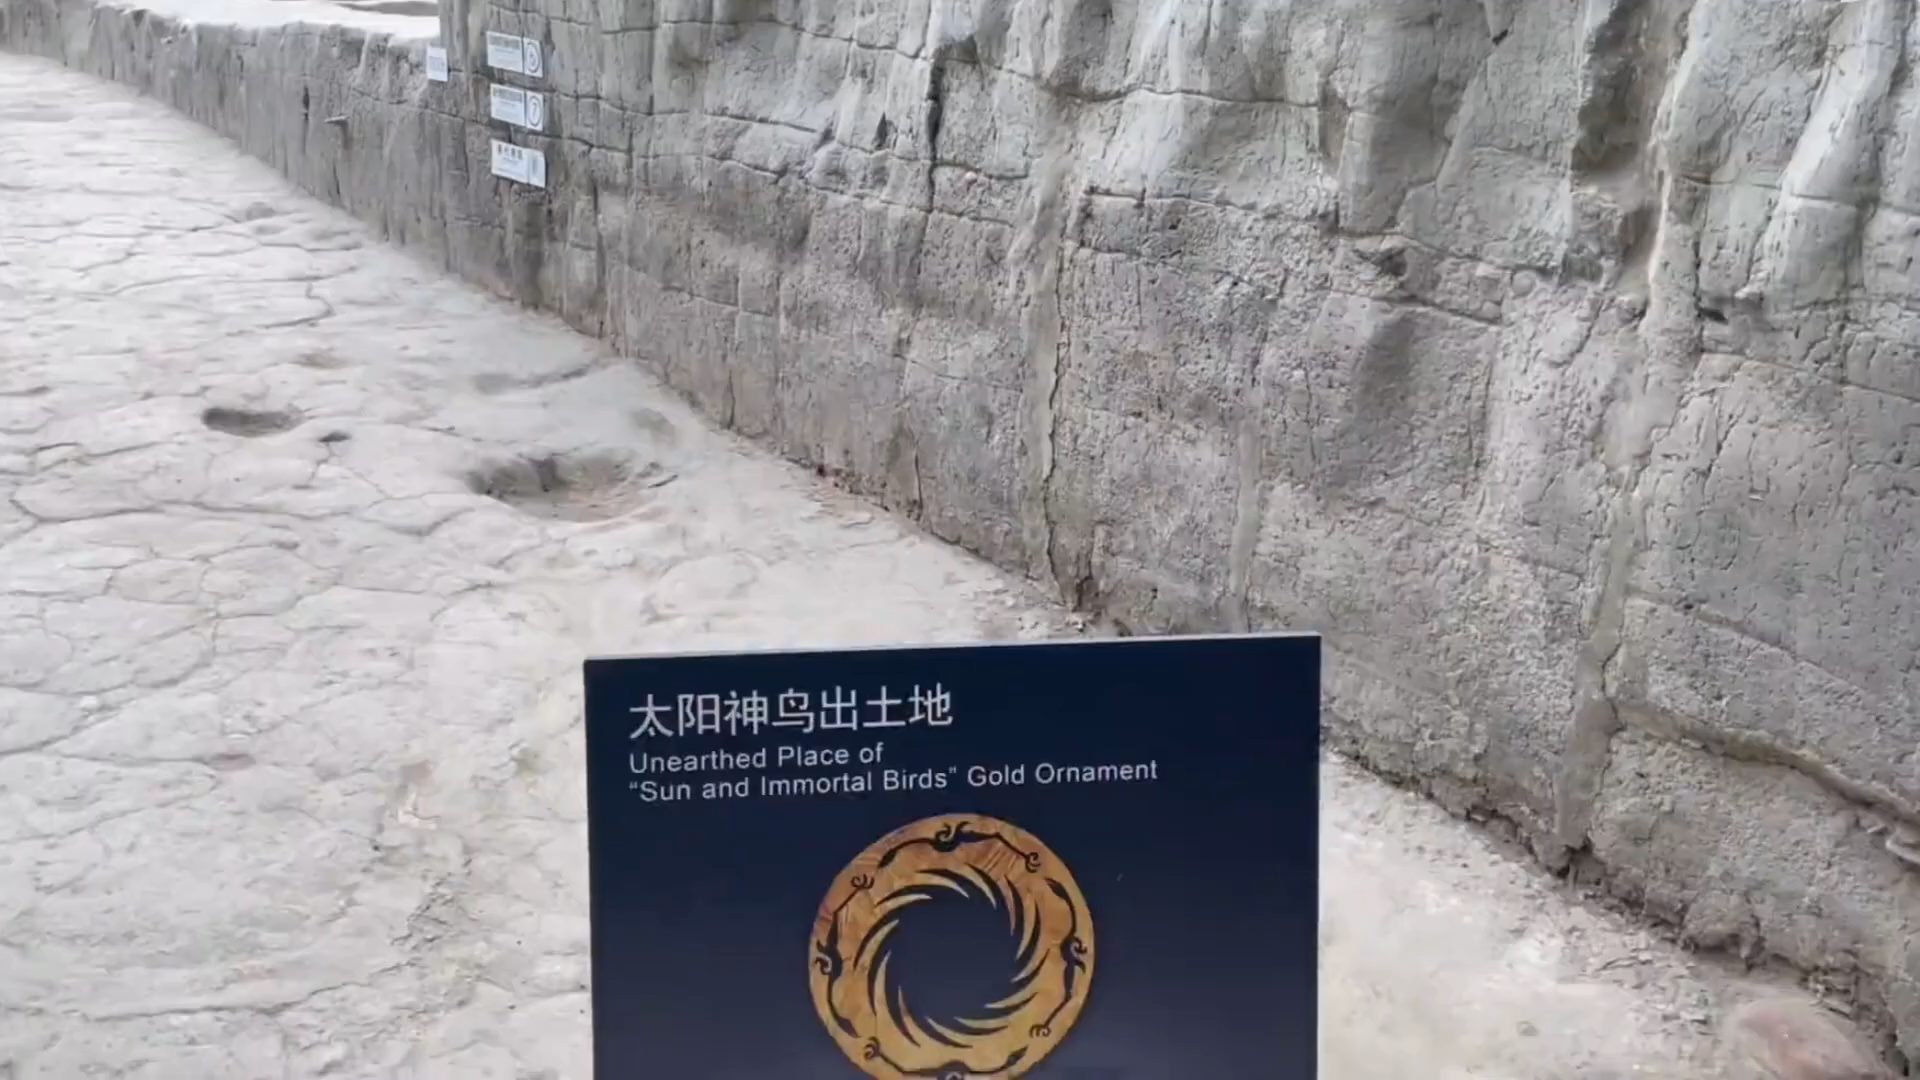 太阳神鸟出土地
Unearthed Place of
“Sun and Immortal Birds” Gold Ornament